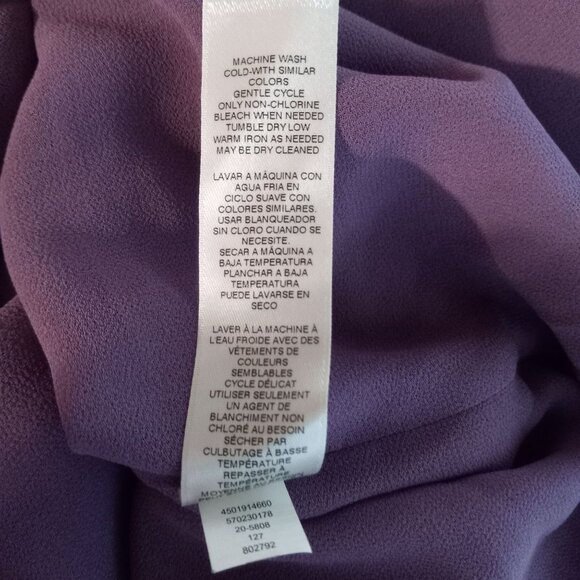 MACHINE WASH
COLD-WITH SIMILAR
COLORS
GENTLE CYCLE
ONLY NON-CHLORINE
BLEACH WHEN NEEDED
TUMBLE DRY LOW
WARM IRON AS NEEDED
MAY BE DRY CLEANED
LAVAR A MÁQUINA CON
AGUA FRIA EN
CICLO SUAVE CON
COLORES SIMILARES.
USAR BLANQUEADOR
SIN CLORO CUANDO SE
NECESITE.
SECAR A MÁQUINA A
BAJA TEMPERATURA
PLANCHAR A BAJA
TEMPERATURA
PUEDE LAVARSE EN
SECO
LAVER À LA MACHINE À
L'EAU FROIDE AVEC DES
VÊTEMENTS DE
COULEURS
SEMBLABLES
CYCLE DÉLICAT
UTILISER SEULEMENT
UN AGENT DE
BLANCHIMENT NON
CHLORÉ AU BESOIN
SÉCHER PAR
CULBUTAGE À BASSE
TEMPÉRATURE
REPASSER À
TEMPÉRATURE
MOYENNE AU BESOIN
4501914660
570230178
20-5808
127
802792